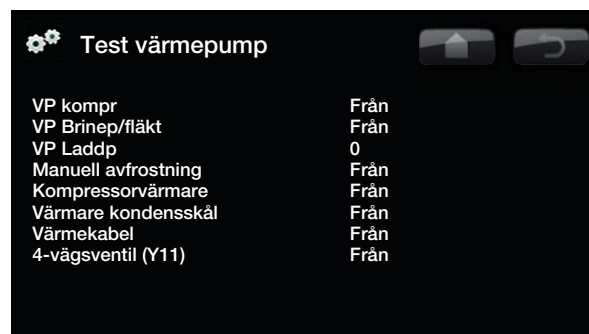 Test värmepump
VP kompr Från
VP Brinep/fläkt Från
VP Laddp 0
Manuell avfrostning Från
Kompressorvärmare Från
Värmare kondensskål Från
Värmekabel Från
4-vägsventil (Y11) Från